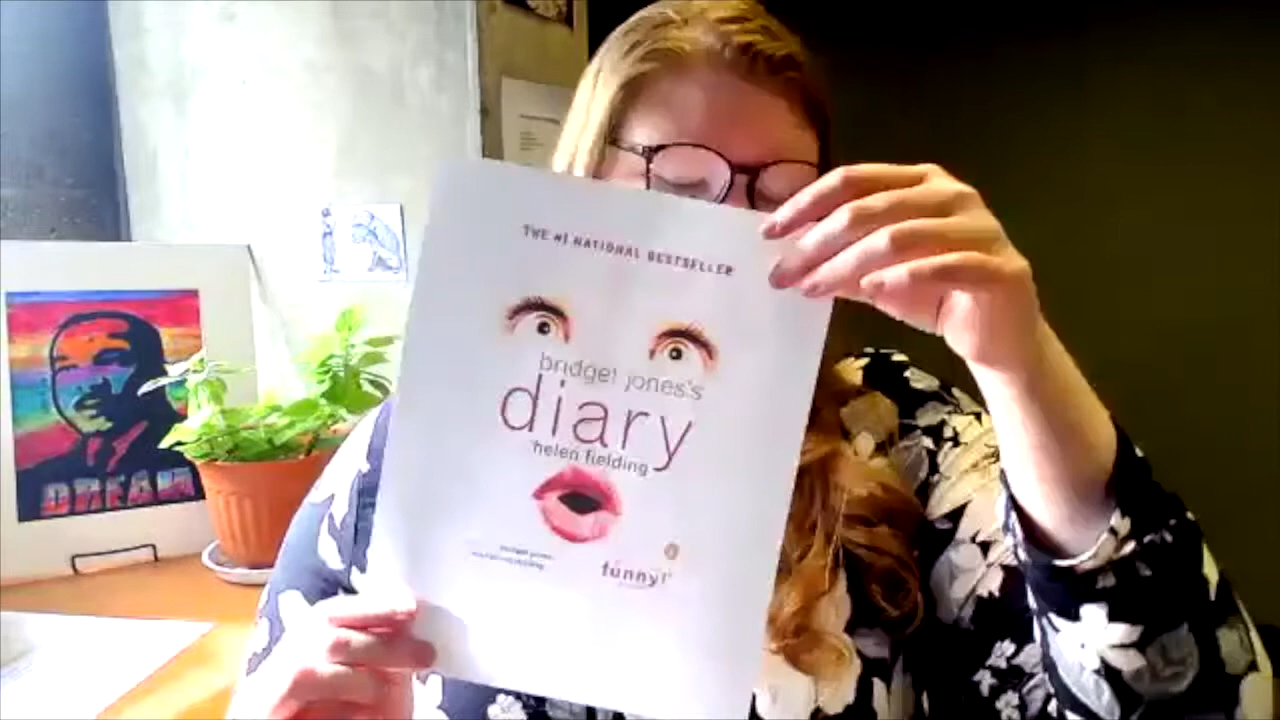 THE #1 NATIONAL BESTSELLER
bridget jones's
diary
helen fielding
funny!"
DREAM